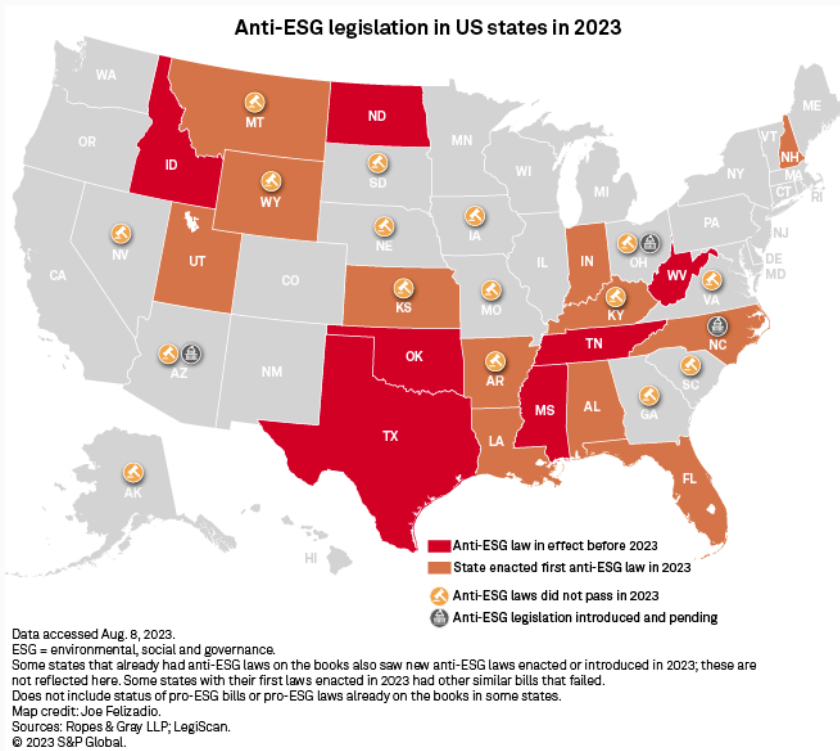 Anti-ESG legislation in US states in 2023
WA
OR
CA
NV
ID
MT
WY
UT
AZ
CO
NM
ND
SD
NE
KS
OK
TX
MN
IA
MO
AR
LA
WI
IL
MI
IN
OH
KY
TN
MS
AL
GA
FL
SC
NC
VA
WV
PA
NY
VT
NH
ME
MA
CT
RI
NJ
DE
MD
AK
HI
Anti-ESG law in effect before 2023
State enacted first anti-ESG law in 2023
Anti-ESG laws did not pass in 2023
Anti-ESG legislation introduced and pending
Data accessed Aug. 8, 2023.
ESG = environmental, social and governance.
Some states that already had anti-ESG laws on the books also saw new anti-ESG laws enacted or introduced in 2023; these are
not reflected here. Some states with their first laws enacted in 2023 had other similar bills that failed.
Does not include status of pro-ESG bills or pro-ESG laws already on the books in some states.
Map credit: Joe Felizadio.
Sources: Ropes & Gray LLP; LegiScan.
© 2023 S&P Global.